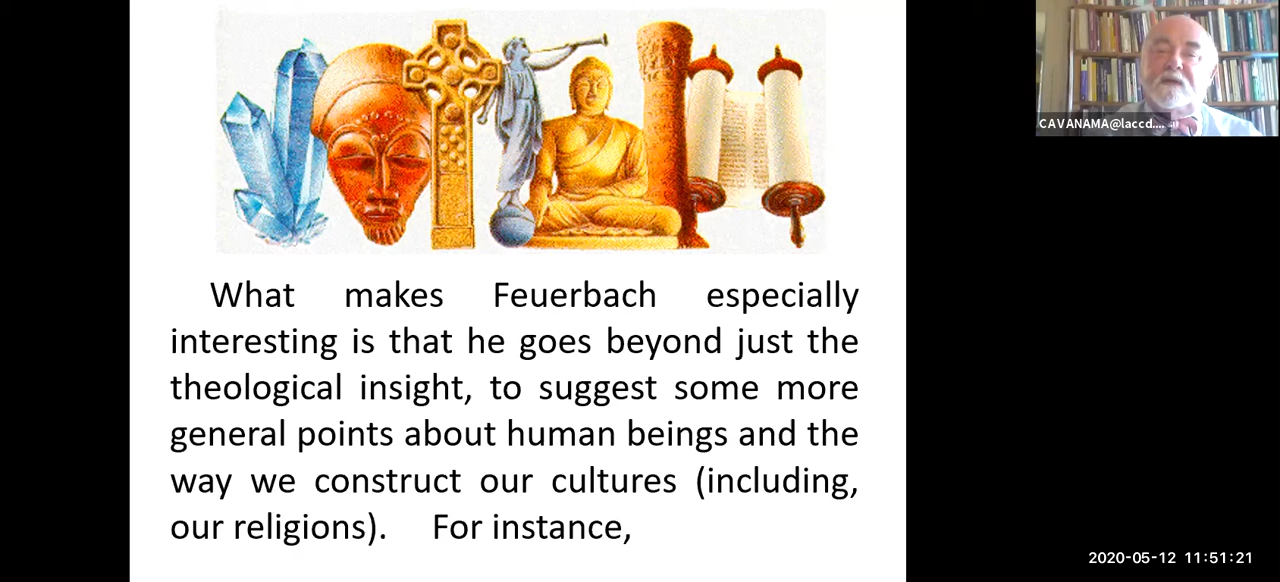 CAVANAMA@laccd....
What makes Feuerbach especially
interesting is that he goes beyond just the
theological insight, to suggest some more
general points about human beings and the
way we construct our cultures (including,
our religions). For instance,
2020-05-12 11:51:21